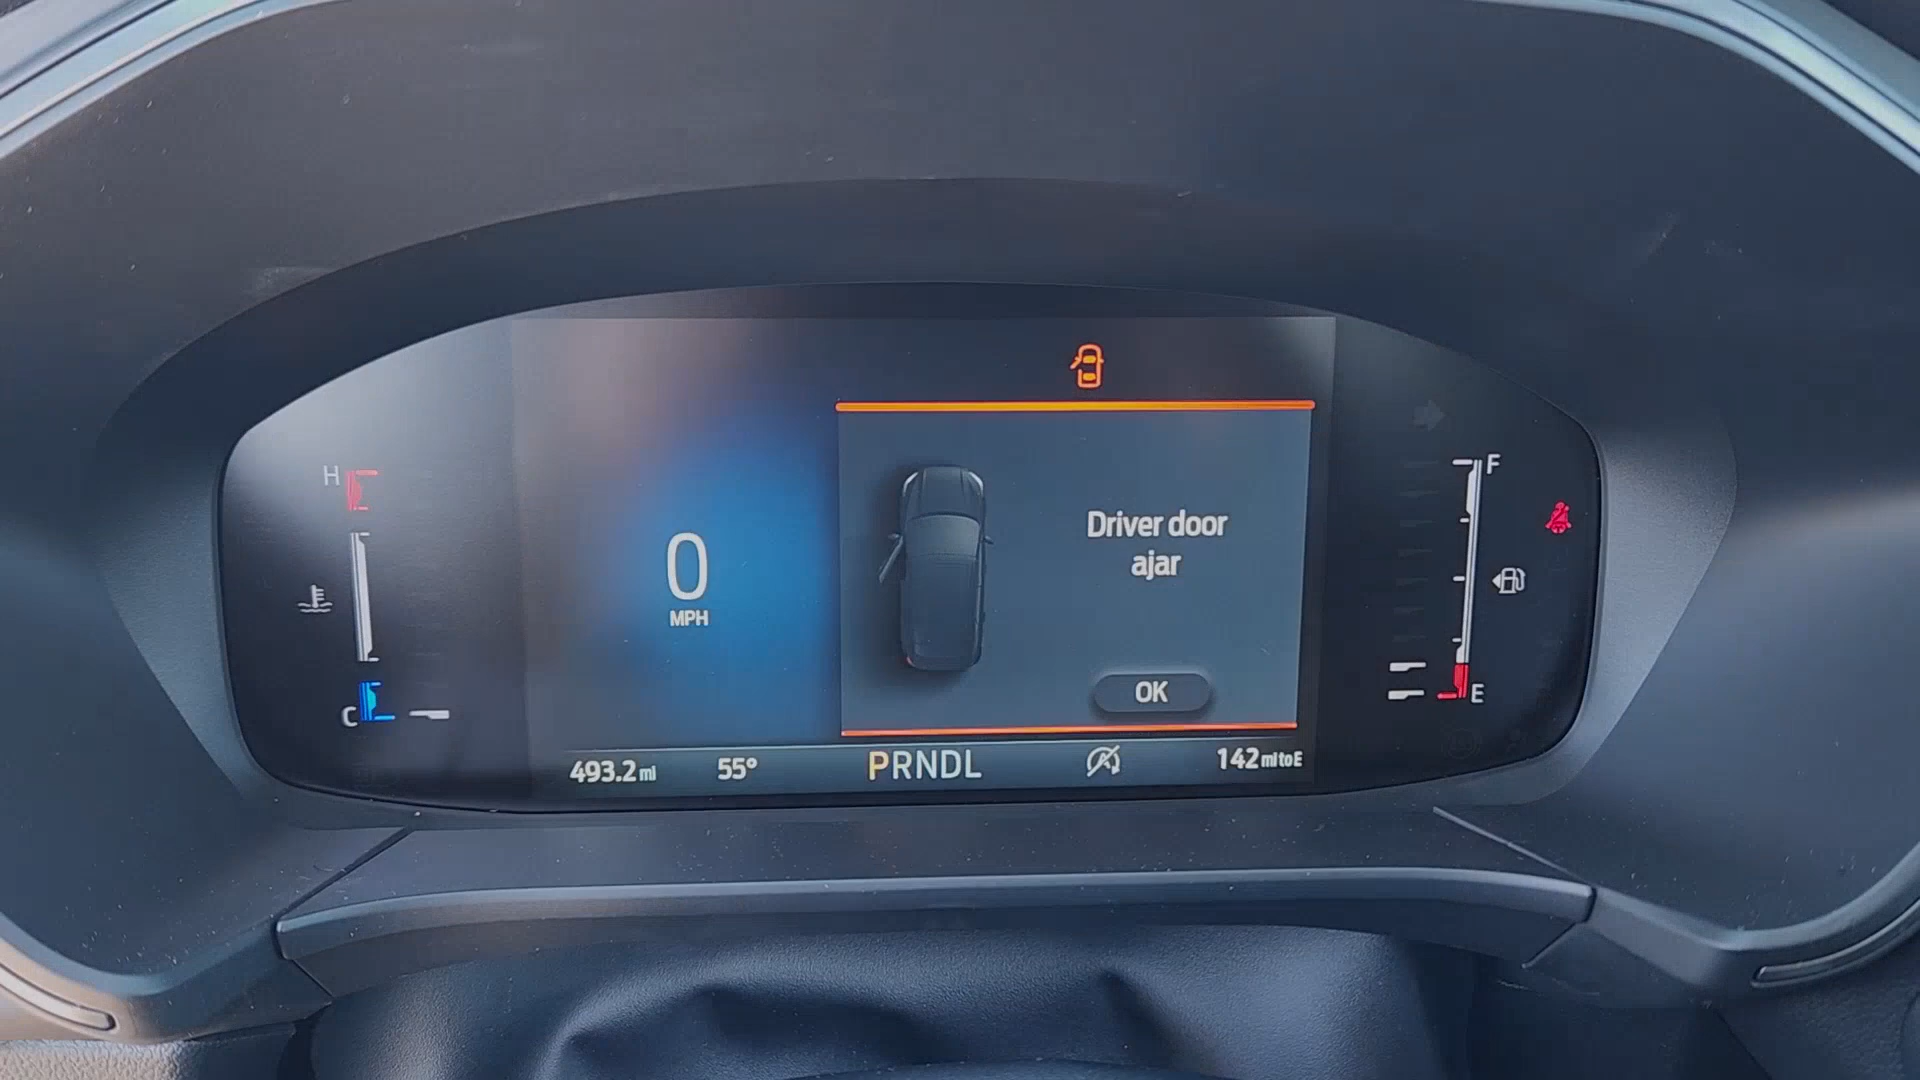 H
F
Driver door
ajar
0
MPH
OK
C
E
493.2 mi
55°
PRNDL
142 mi to E